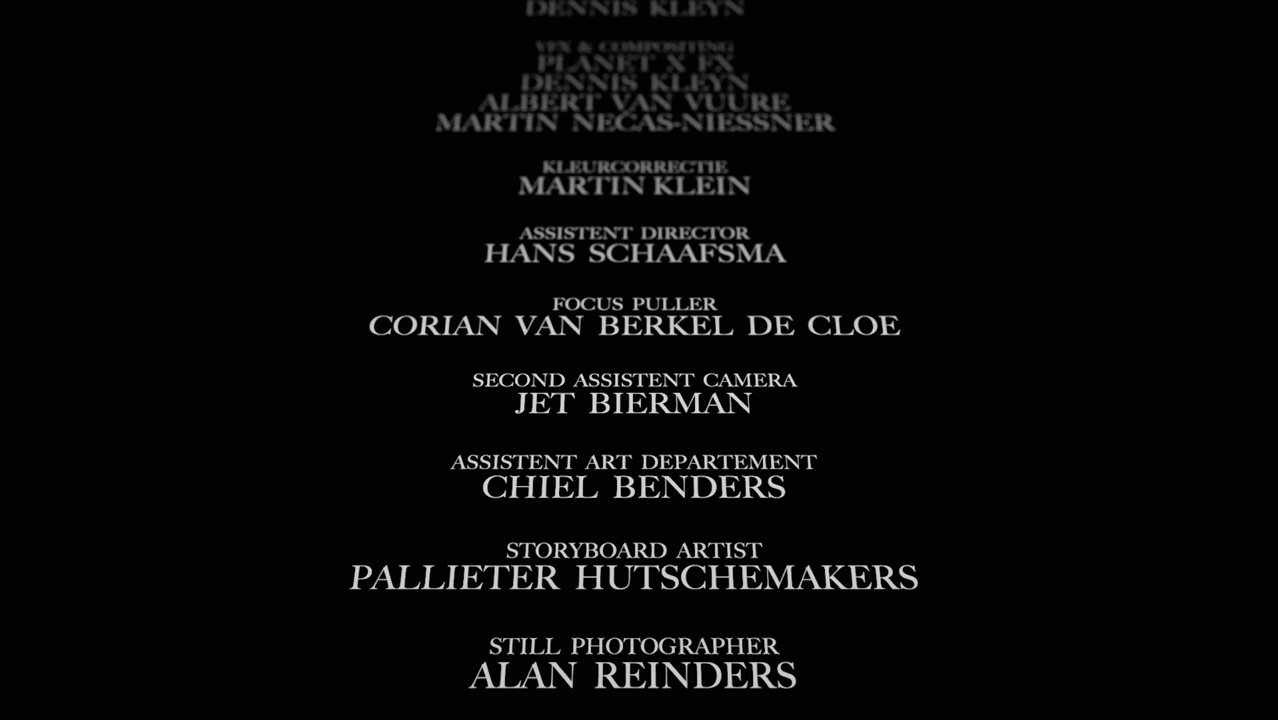 DENNIS KLEYN
VFX & COMPOSITING
PLANET X FX
DENNIS KLEYN
ALBERT VAN VUURE
MARTIN NECAS-NIESSNER
KLEURCORRECTIE
MARTIN KLEIN
ASSISTENT DIRECTOR
HANS SCHAAFSMA
FOCUS PULLER
CORIAN VAN BERKEL DE CLOE
SECOND ASSISTENT CAMERA
JET BIERMAN
ASSISTENT ART DEPARTEMENT
CHIEL BENDERS
STORYBOARD ARTIST
PALLIETER HUTSCHEMAKERS
STILL PHOTOGRAPHER
ALAN REINDERS